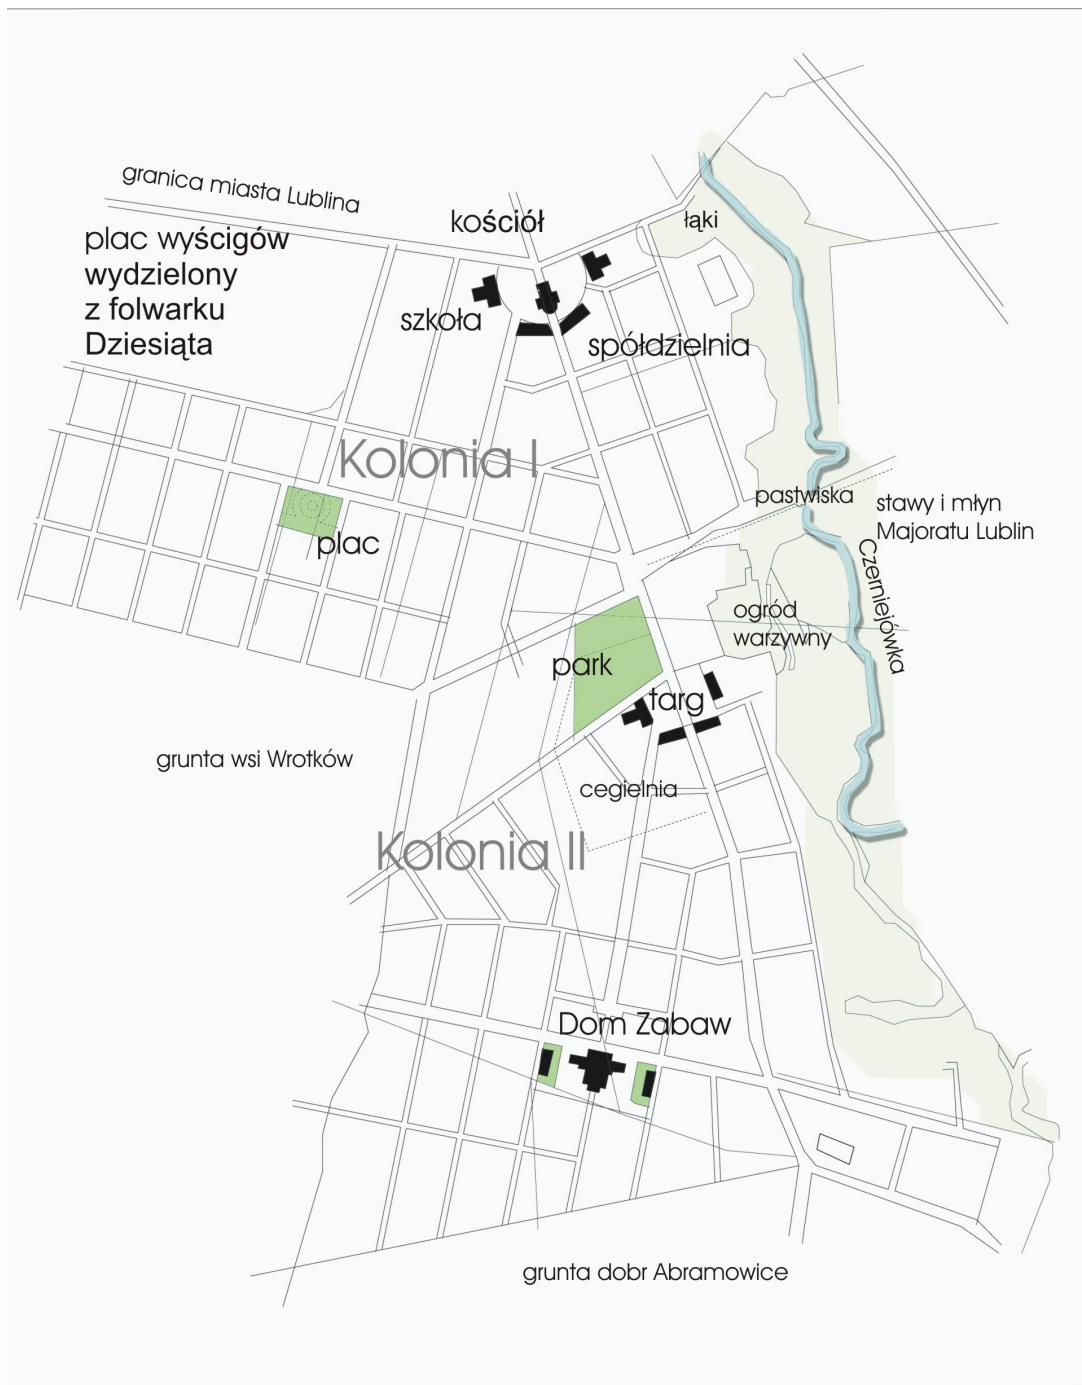 granica miasta Lublina
plac wyścigów
wydzielony
z folwarku
Dziesiąta
kościół
łąki
szkoła
spółdzielnia
Kolonia I
pastwiska
stawy i młyn
Majoratu Lublin
plac
Czerniejówka
ogród
warzywny
park
targ
grunta wsi Wrotków
cegielnia
Kolonia II
Dom Zabaw
grunta dobr Abramowice